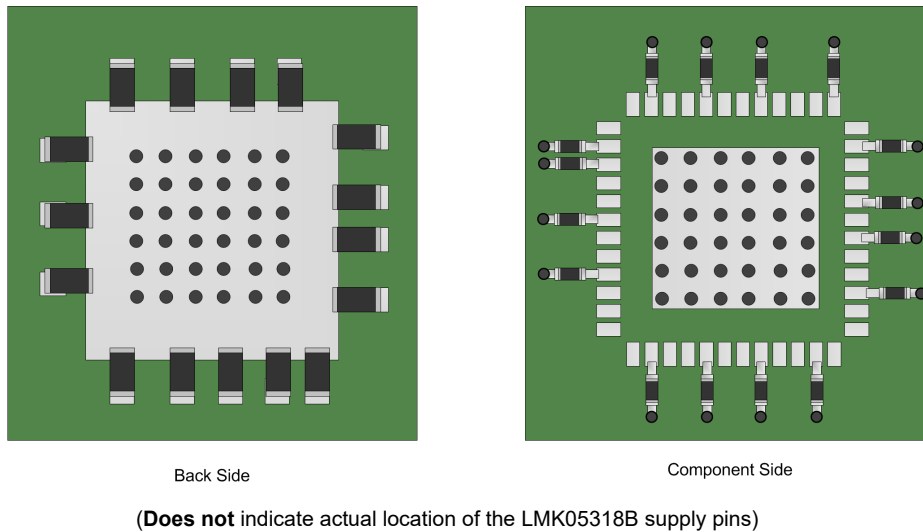 Back Side
Component Side
(Does not indicate actual location of the LMK05318B supply pins)